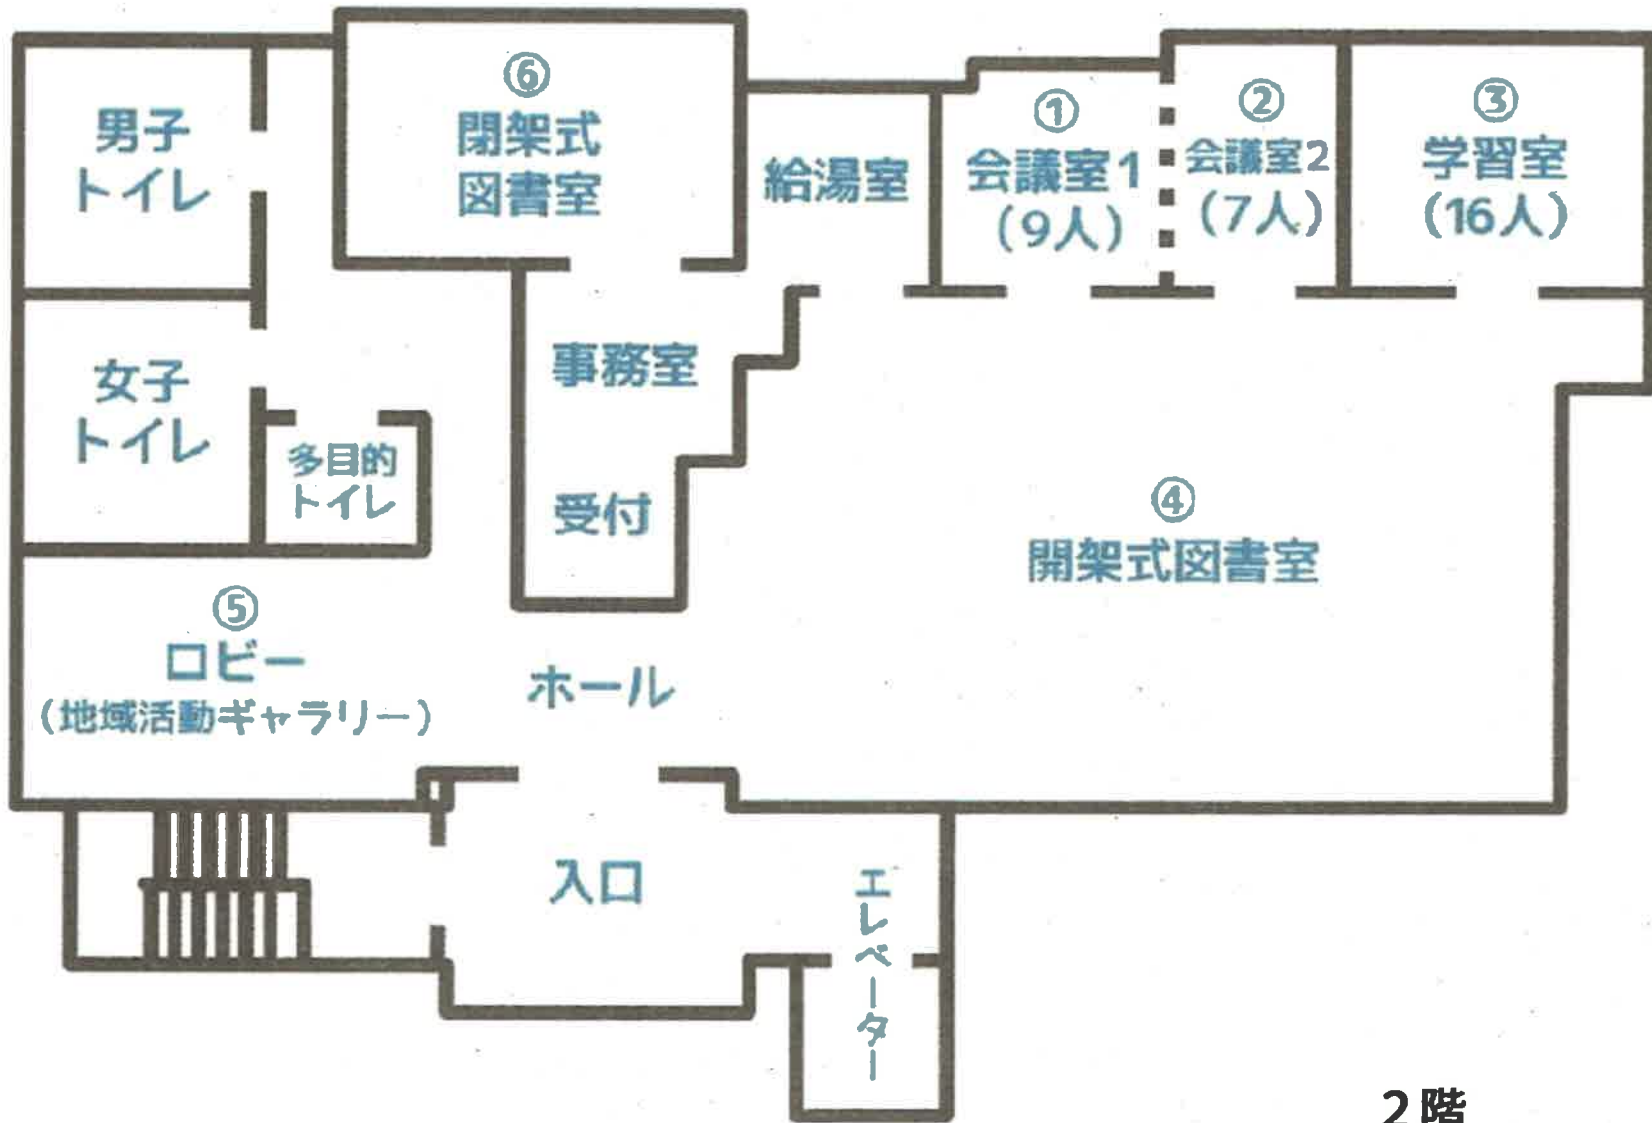 男子
トイレ
⑥
閉架式
図書室
給湯室
①
会議室1
（9人）
②
会議室2
（7人）
③
学習室
（16人）
女子
トイレ
多目的
トイレ
事務室
受付
④
開架式図書室
⑤
ロビー
（地域活動ギャラリー）
ホール
入口
エレベーター
2階